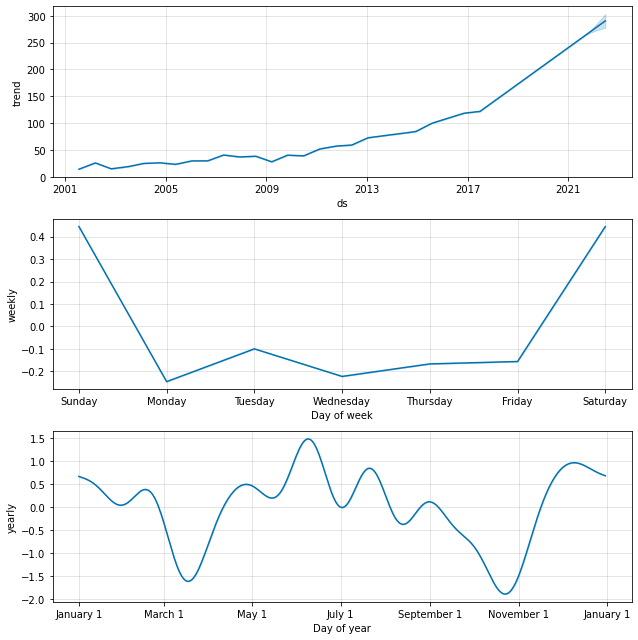 300
250
200
150
100
50
0
trend
2001 2005 2009 2013 2017 2021
ds
0.4
0.3
0.2
0.1
0.0
−0.1
−0.2
weekly
Sunday Monday Tuesday Wednesday Thursday Friday Saturday
Day of week
1.5
1.0
0.5
0.0
−0.5
−1.0
−1.5
−2.0
yearly
January 1 March 1 May 1 July 1 September 1 November 1 January 1
Day of year